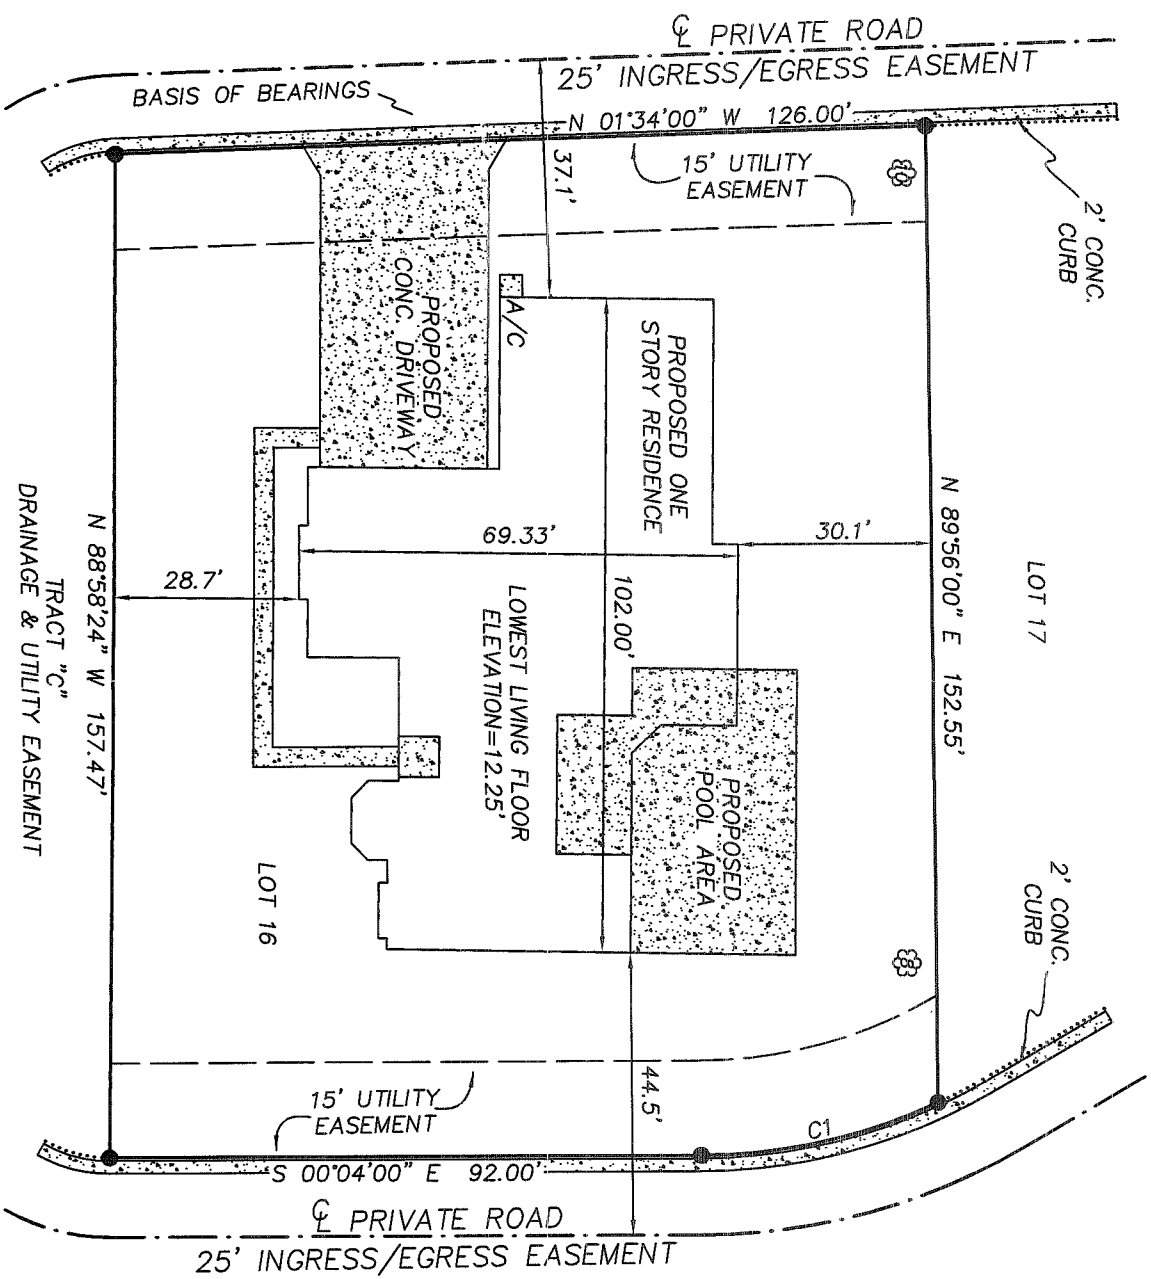 ℄ PRIVATE ROAD
25' INGRESS/EGRESS EASEMENT
BASIS OF BEARINGS
N 01°34'00" W 126.00'
37.1'
15' UTILITY
EASEMENT
10
2' CONC.
CURB
PROPOSED
CONC. DRIVEWAY
A/C
PROPOSED ONE
STORY RESIDENCE
69.33'
30.1'
N 89°56'00" E 152.55'
LOT 17
28.7'
102.00'
LOWEST LIVING FLOOR
ELEVATION=12.25'
N 88°58'24" W 157.47'
TRACT "C"
DRAINAGE & UTILITY EASEMENT
PROPOSED
POOL AREA
LOT 16
2' CONC.
CURB
8
44.5'
15' UTILITY
EASEMENT
C1
S 00°04'00" E 92.00'
℄ PRIVATE ROAD
25' INGRESS/EGRESS EASEMENT